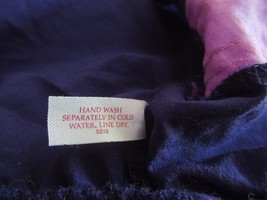 HAND WASH
SEPARATELY IN COLD
WATER. LINE DRY.